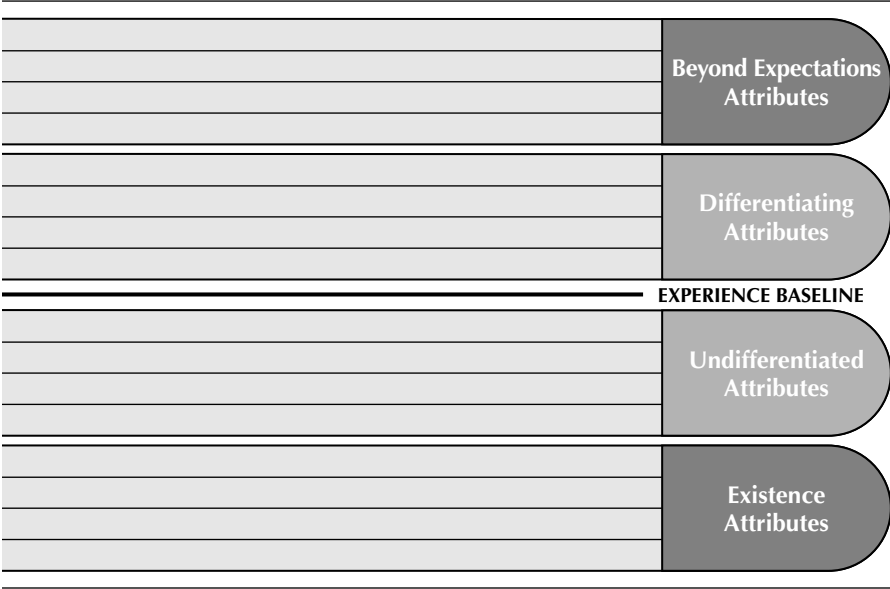 Beyond Expectations
Attributes
Differentiating
Attributes
EXPERIENCE BASELINE
Undifferentiated
Attributes
Existence
Attributes